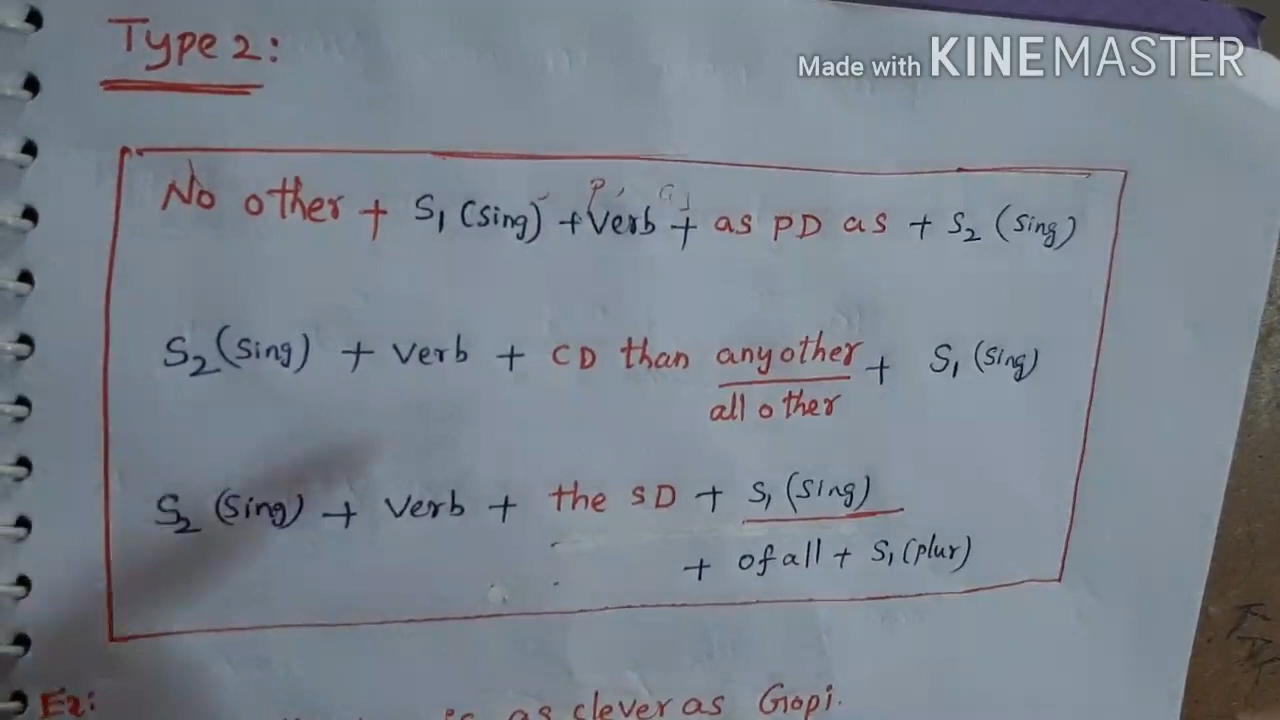 Type 2:
Made with KINEMASTER
No other + S1 (Sing) + Verb + as PD as + S2 (Sing)
S2 (Sing) + Verb + CD than any other + S1 (Sing)
all other
S2 (Sing) + Verb + the SD + S1 (Sing)
+ of all + S1 (plur)
Ex:
as clever as Gopi.